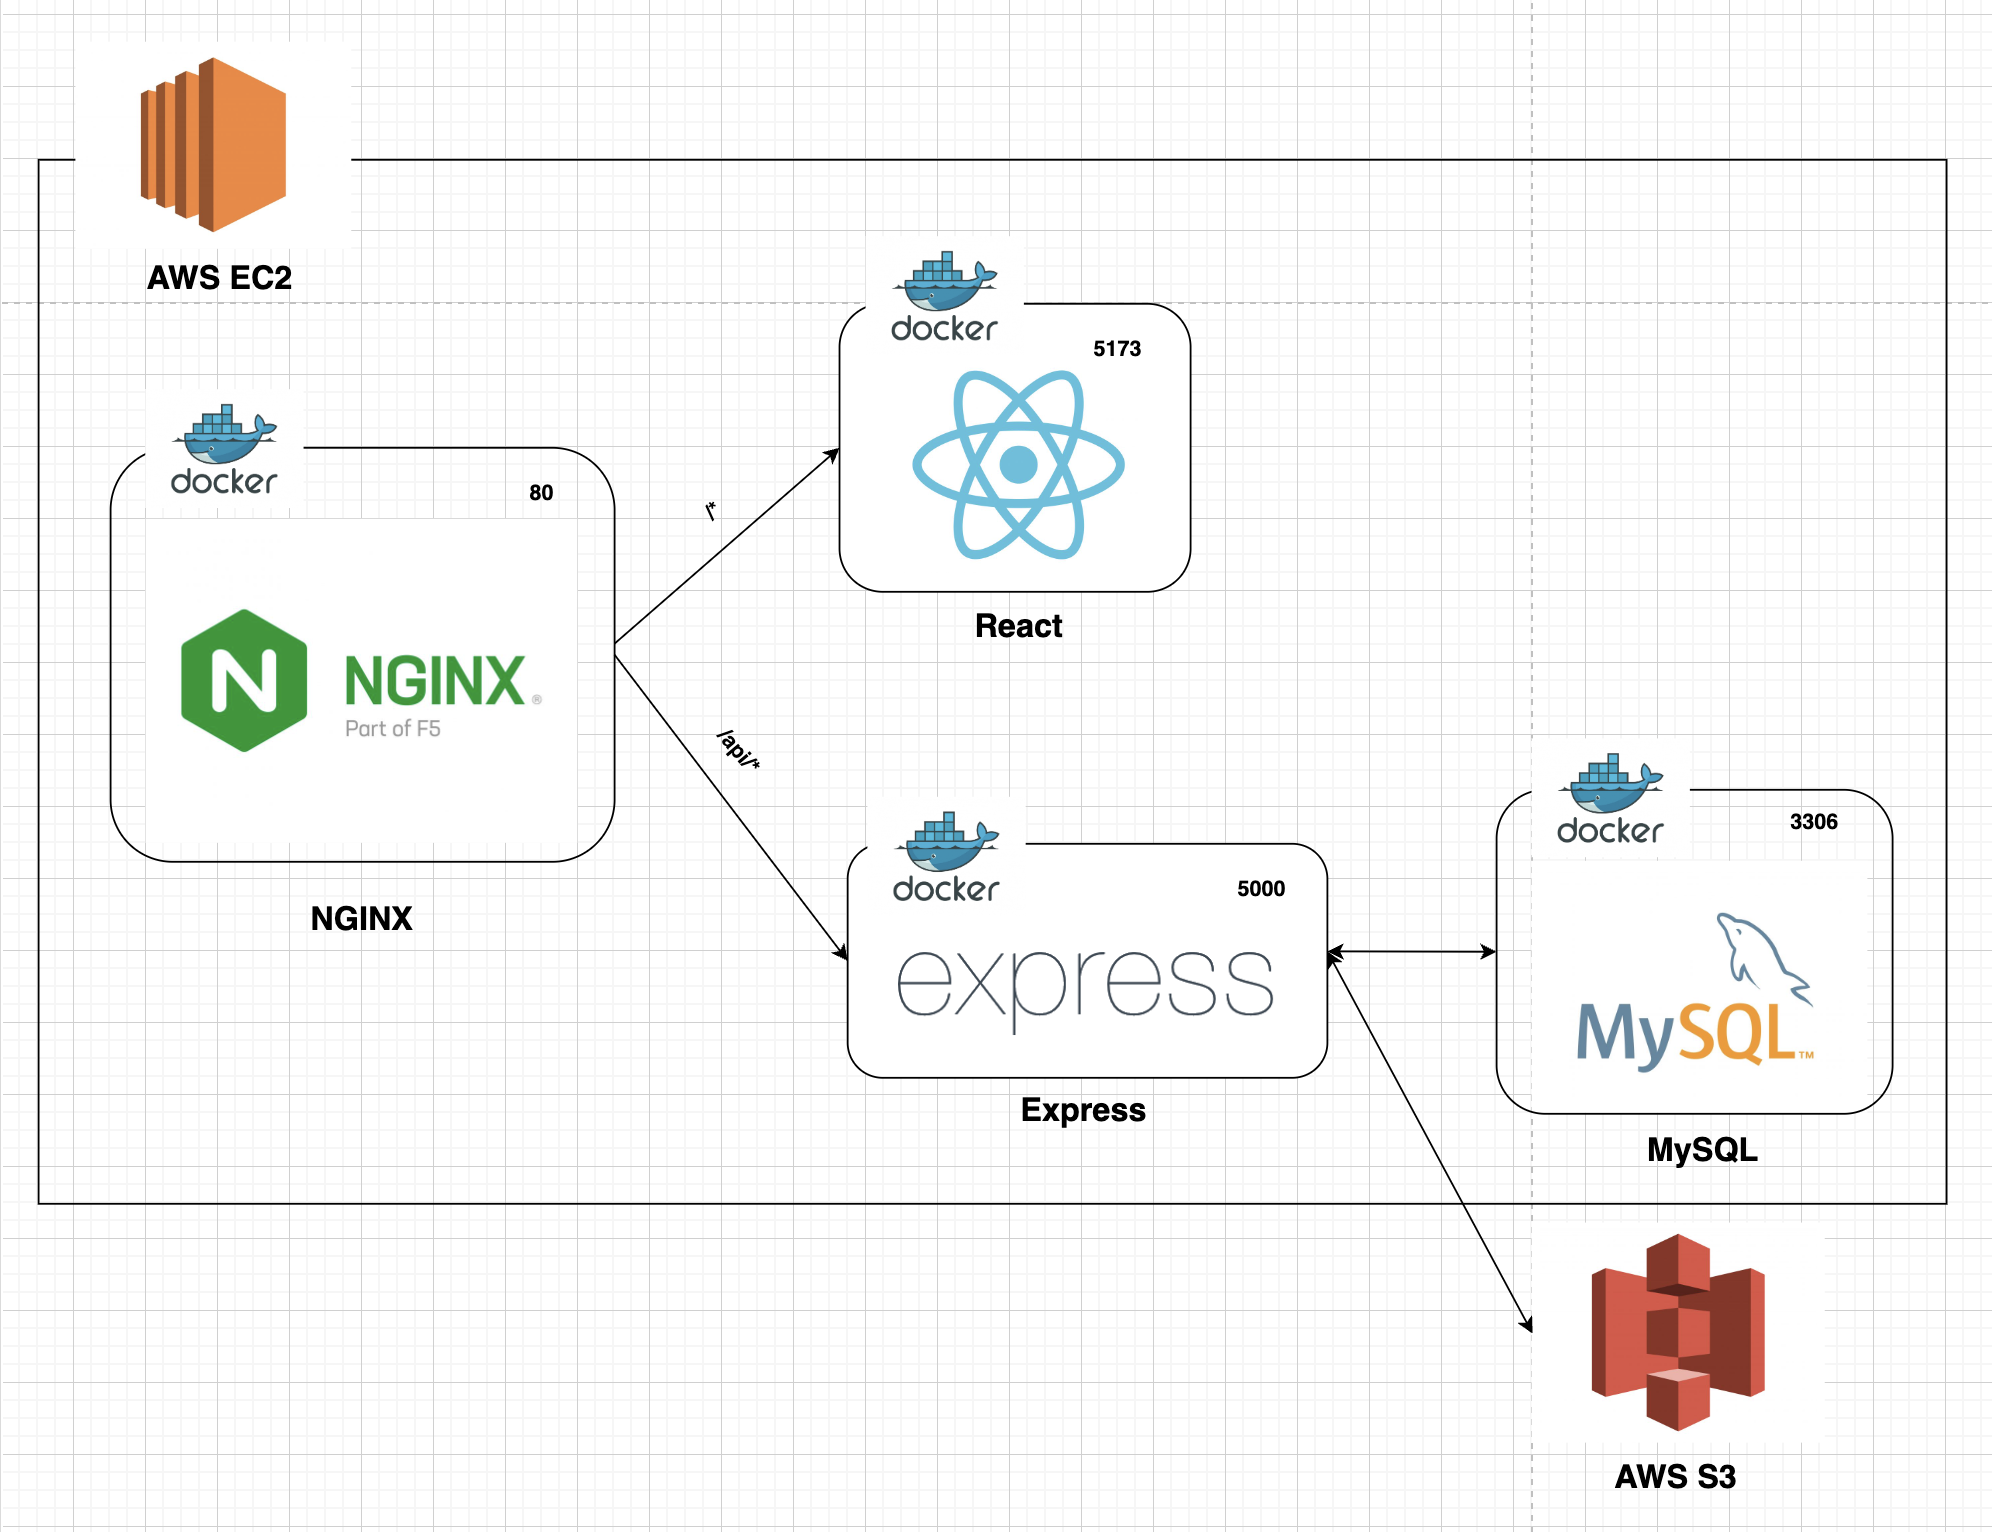 AWS EC2
docker
5173
React
docker
80
NGINX®
Part of F5
NGINX
/*
/api/*
docker
5000
express
Express
docker
3306
MySQL™
MySQL
AWS S3